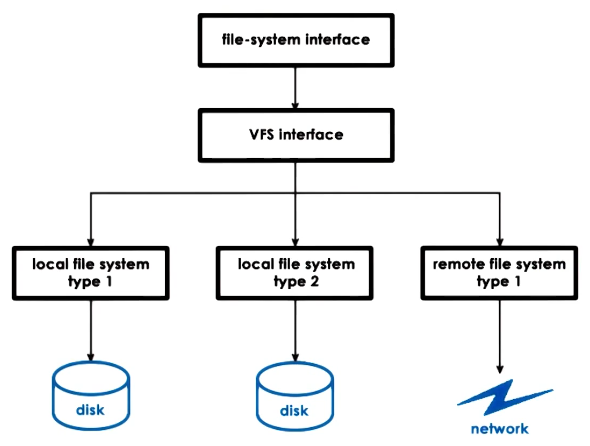 file-system interface
VFS interface
local file system
type 1
local file system
type 2
remote file system
type 1
disk
disk
network